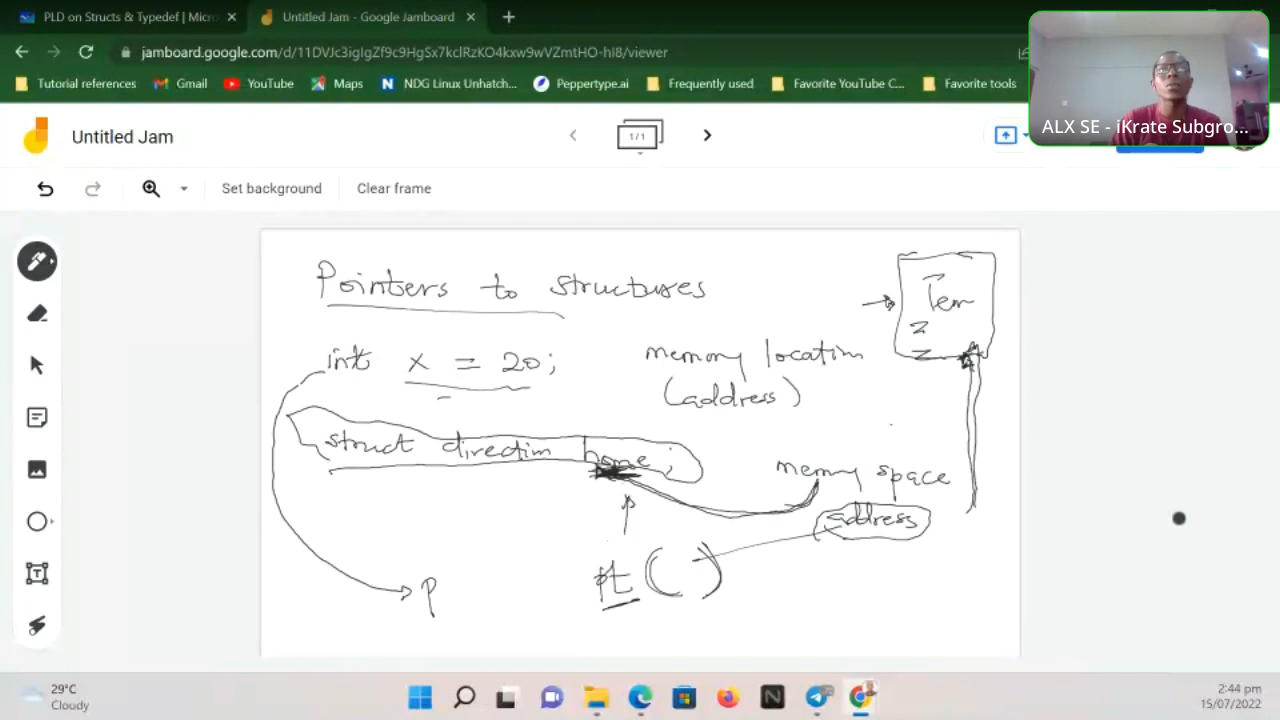 PLD on Structs & Typedef | Micro
Untitled Jam - Google Jamboard
jamboard.google.com/d/11DVJc3igIgZf9c9HgSx7kcIRzKO4kxw9wVZmtHO-hI8/viewer
Tutorial references
Gmail
YouTube
Maps
NDG Linux Unhatch...
Peppertype.ai
Frequently used
Favorite YouTube C...
Favorite tools
ALX SE - iKrate Subgro...
Untitled Jam
1/1
Set background
Clear frame
Pointers to structures
int x = 20;
memory location
(address)
struct direction home;
memory space
address
pt ( )
p
29°C
Cloudy
2:44 pm
15/07/2022